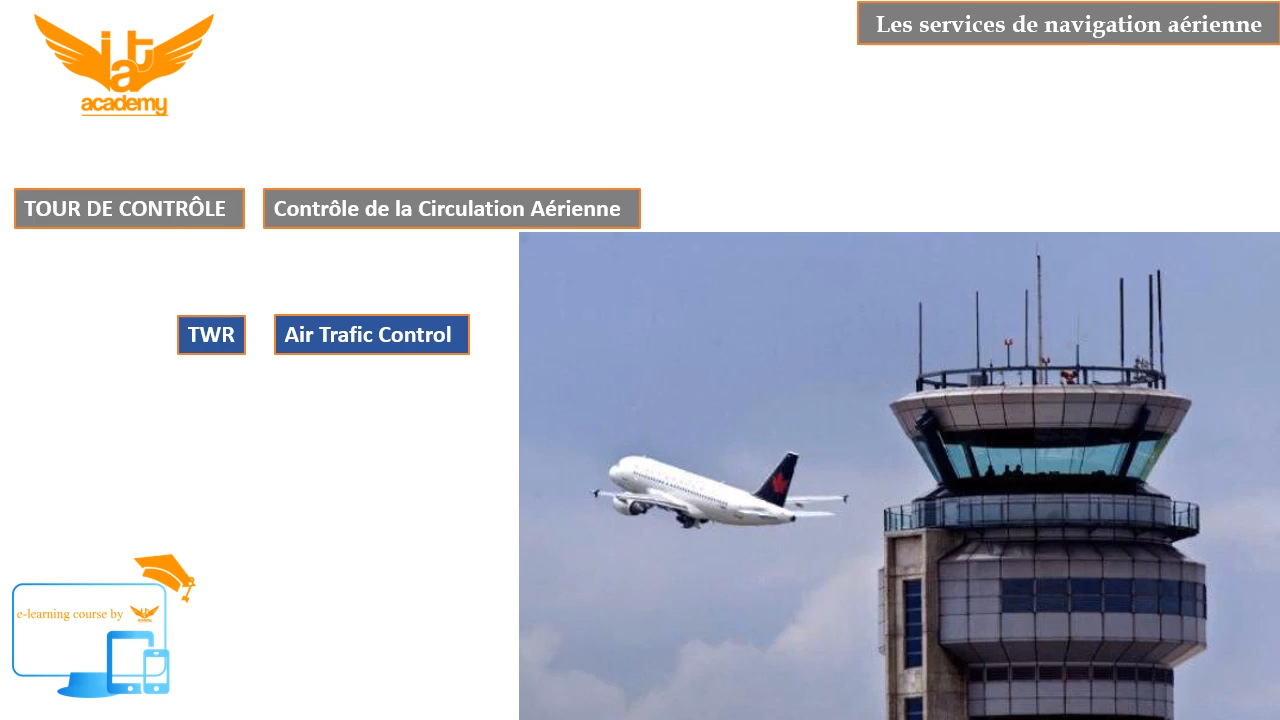 iat
academy
Les services de navigation aérienne
TOUR DE CONTRÔLE
Contrôle de la Circulation Aérienne
TWR
Air Trafic Control
e-learning course by